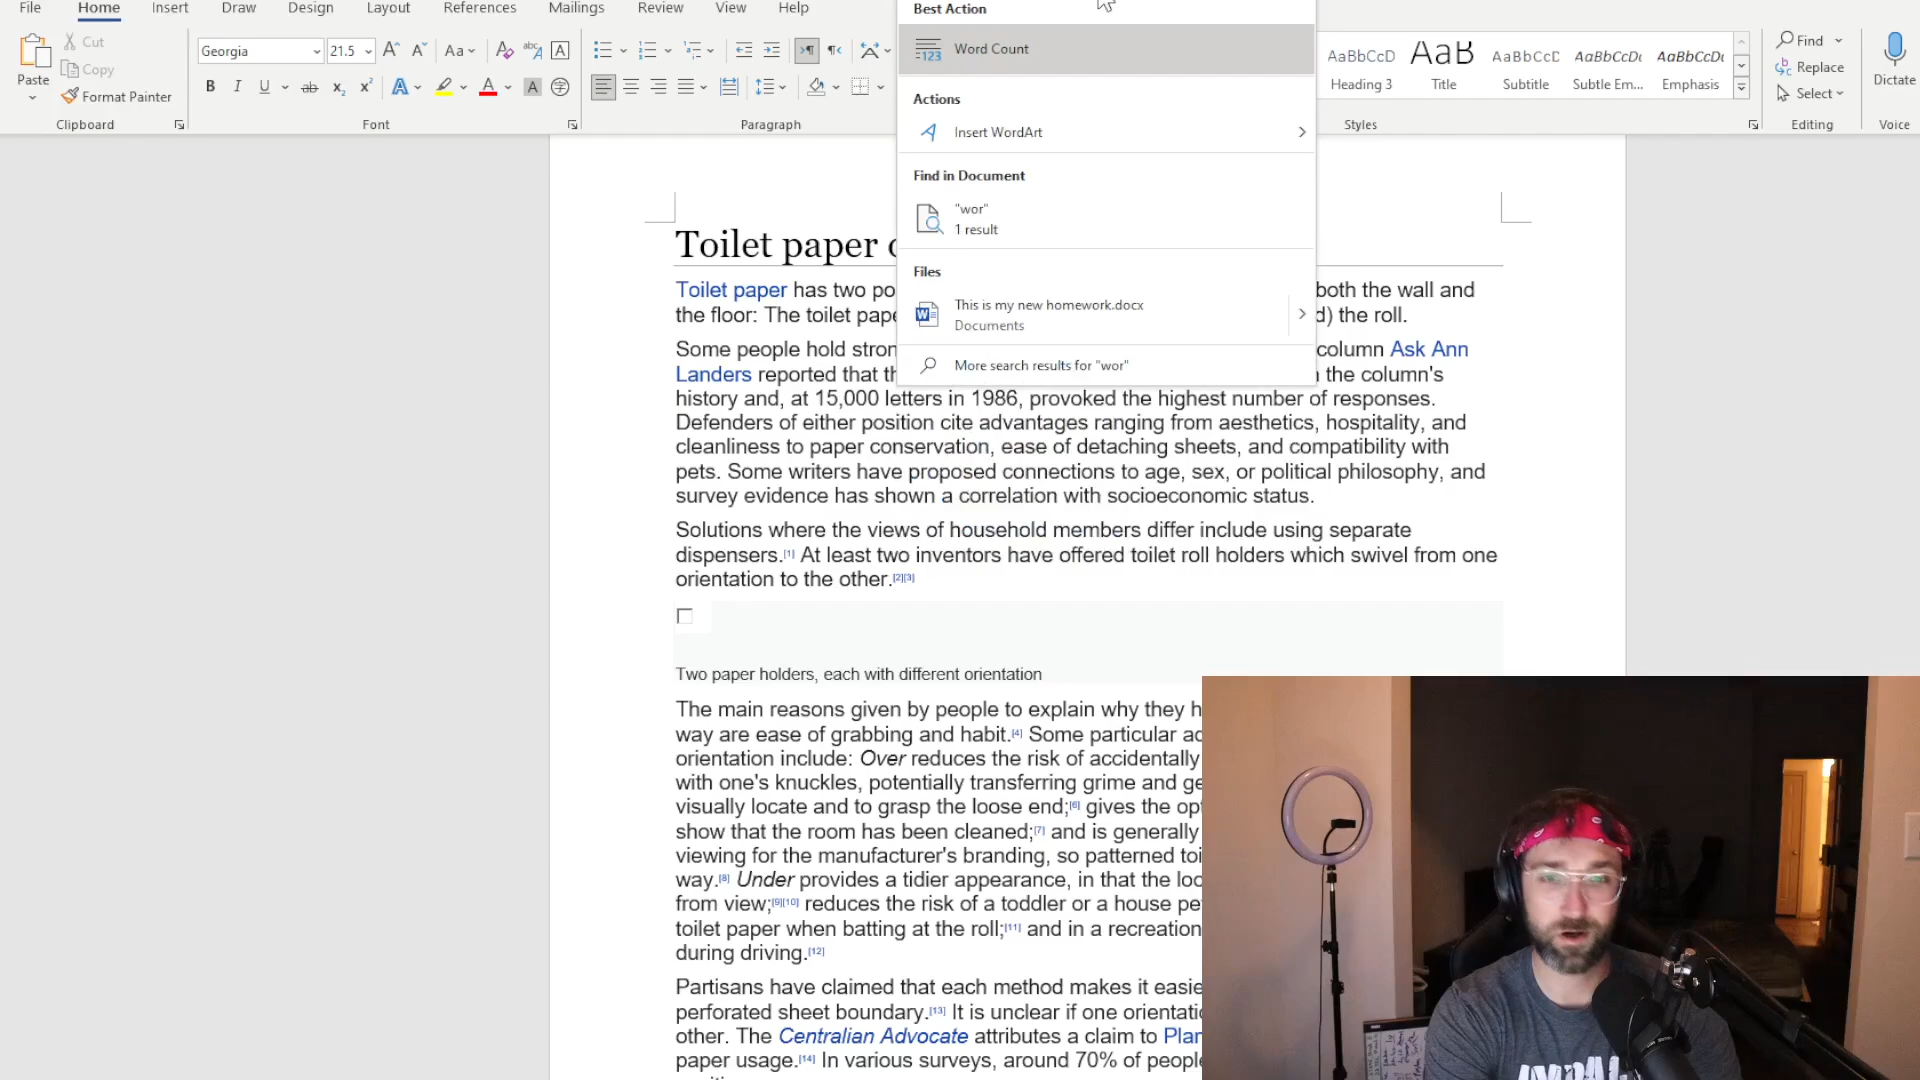 File Home Insert Draw Design Layout References Mailings Review View Help
Paste
Cut
Copy
Format Painter
Clipboard
Georgia 21.5
Font
Paragraph
Best Action
Word Count
Actions
Insert WordArt
Find in Document
"wor"
1 result
Files
This is my new homework.docx
Documents
More search results for "wor"
AaBbCcD AaB AaBbCcD AaBbCcDc AaBbCcDc
Heading 3 Title Subtitle Subtle Em... Emphasis
Styles
Find
Replace
Select
Editing
Dictate
Voice
Toilet paper
Toilet paper has two both the wall and
the floor: The toilet the roll.
Some people hold column Ask Ann
Landers reported that the column's
history and, at 15,000 letters in 1986, provoked the highest number of responses.
Defenders of either position cite advantages ranging from aesthetics, hospitality, and
cleanliness to paper conservation, ease of detaching sheets, and compatibility with
pets. Some writers have proposed connections to age, sex, or political philosophy, and
survey evidence has shown a correlation with socioeconomic status.
Solutions where the views of household members differ include using separate
dispensers.[1] At least two inventors have offered toilet roll holders which swivel from one
orientation to the other.[2][3]
Two paper holders, each with different orientation
The main reasons given by people to explain why they
way are ease of grabbing and habit.[4] Some particular
orientation include: Over reduces the risk of accidentally
with one's knuckles, potentially transferring grime and
visually locate and to grasp the loose end;[6] gives the
show that the room has been cleaned;[7] and is generally
viewing for the manufacturer's branding, so patterned
way.[8] Under provides a tidier appearance, in that the
from view;[9][10] reduces the risk of a toddler or a house
toilet paper when batting at the roll;[11] and in a
during driving.[12]
Partisans have claimed that each method makes it
perforated sheet boundary.[13] It is unclear if one
other. The Centralian Advocate attributes a claim to
paper usage.[14] In various surveys, around 70% of